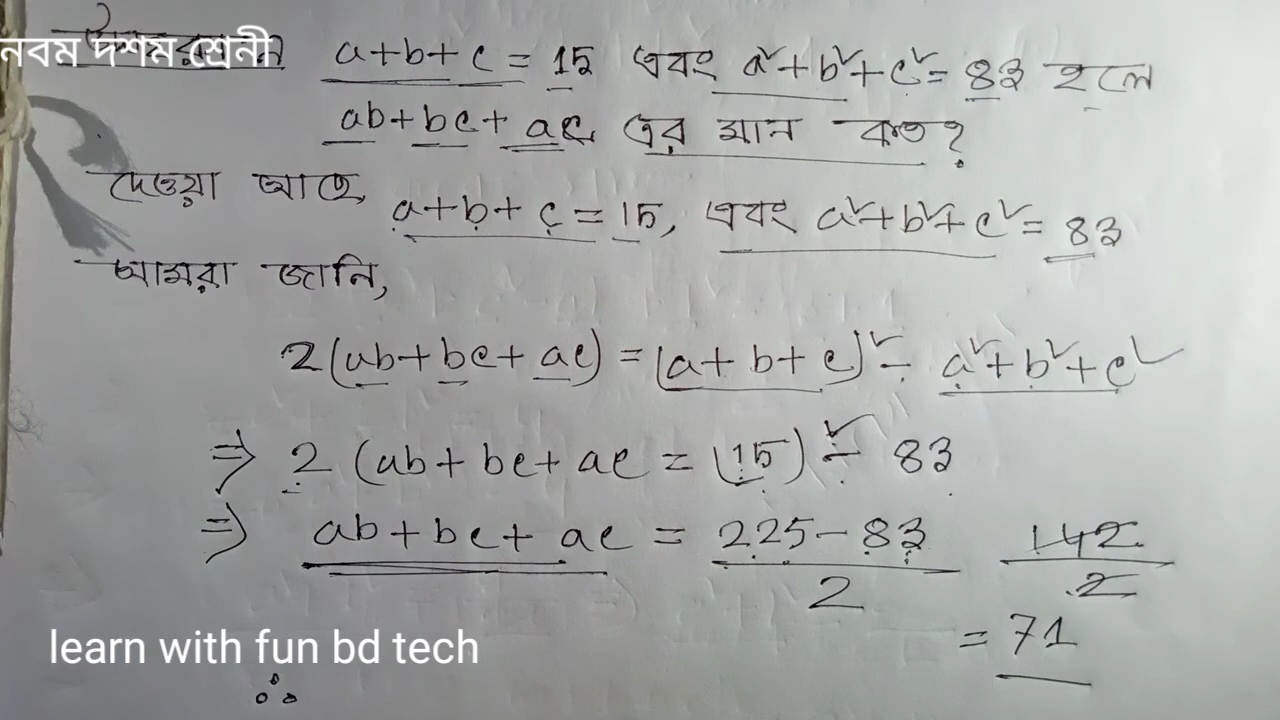 নবম দশম শ্রেনী
a+b+c = 15 এবং a²+b²+c² = 83 হলে
ab+bc+ac এর মান কত?
দেওয়া আছে,
a+b+c = 15, এবং a²+b²+c² = 83
আমরা জানি,
2(ab+bc+ac) = (a+b+c)² - a²+b²+c²
⇒ 2 (ab+bc+ac = (15)² - 83
⇒ ab+bc+ac = 225-83/2 142/2
= 71
learn with fun bd tech